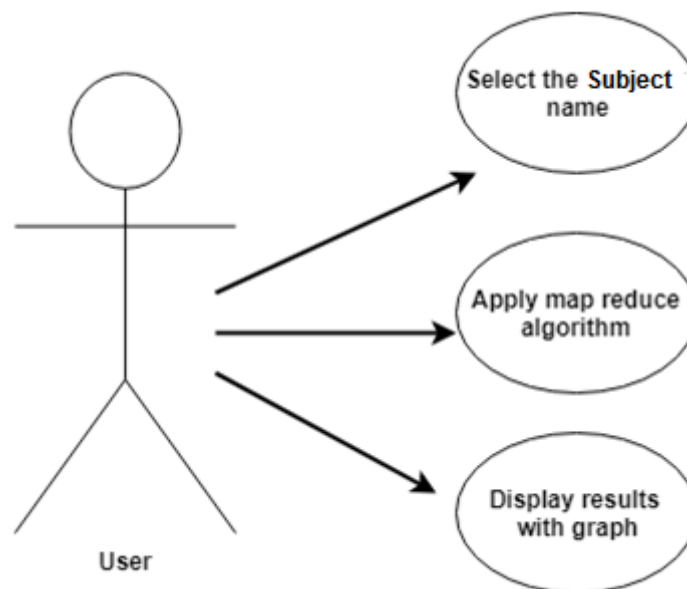 Select the Subject
name
Apply map reduce
algorithm
Display results
with graph
User